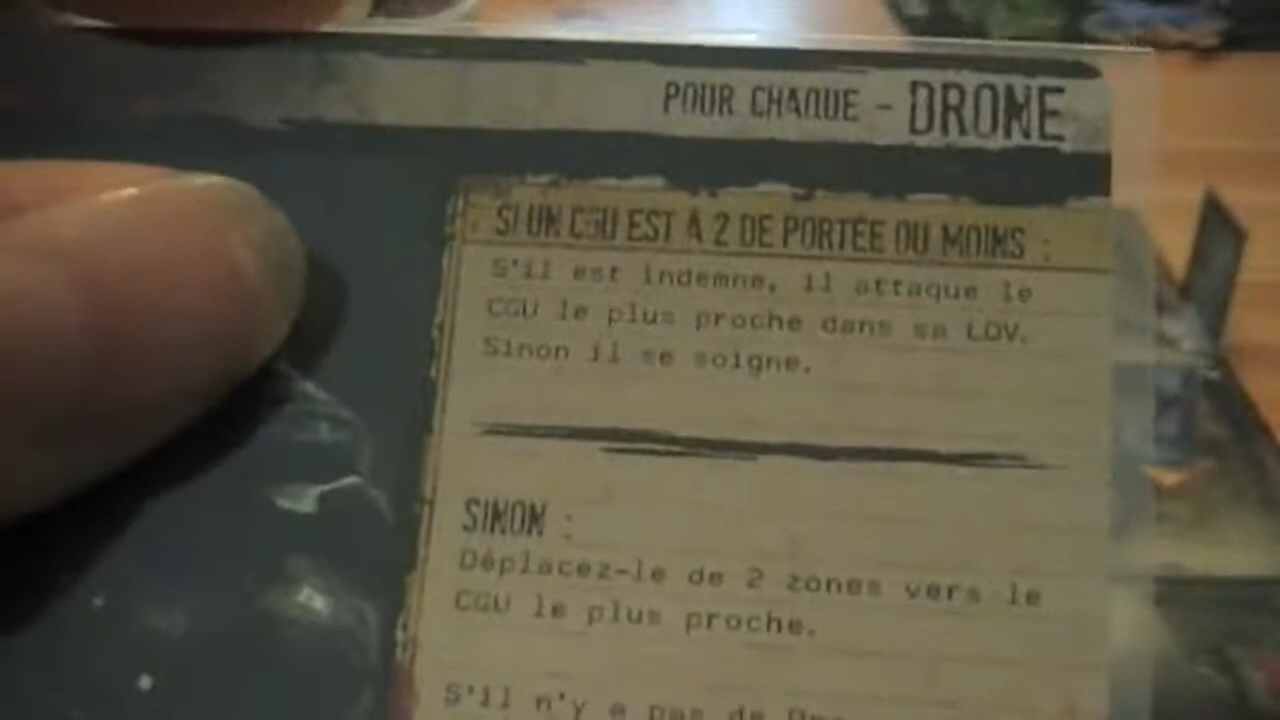 POUR CHAQUE - DRONE
SI UN CGU EST À 2 DE PORTÉE OU MOINS :
S'il est indemne, il attaque le
CGU le plus proche dans sa LDV.
Sinon il se soigne.
SINON :
Déplacez-le de 2 zones vers le
CGU le plus proche.
S'il n'y a pas de